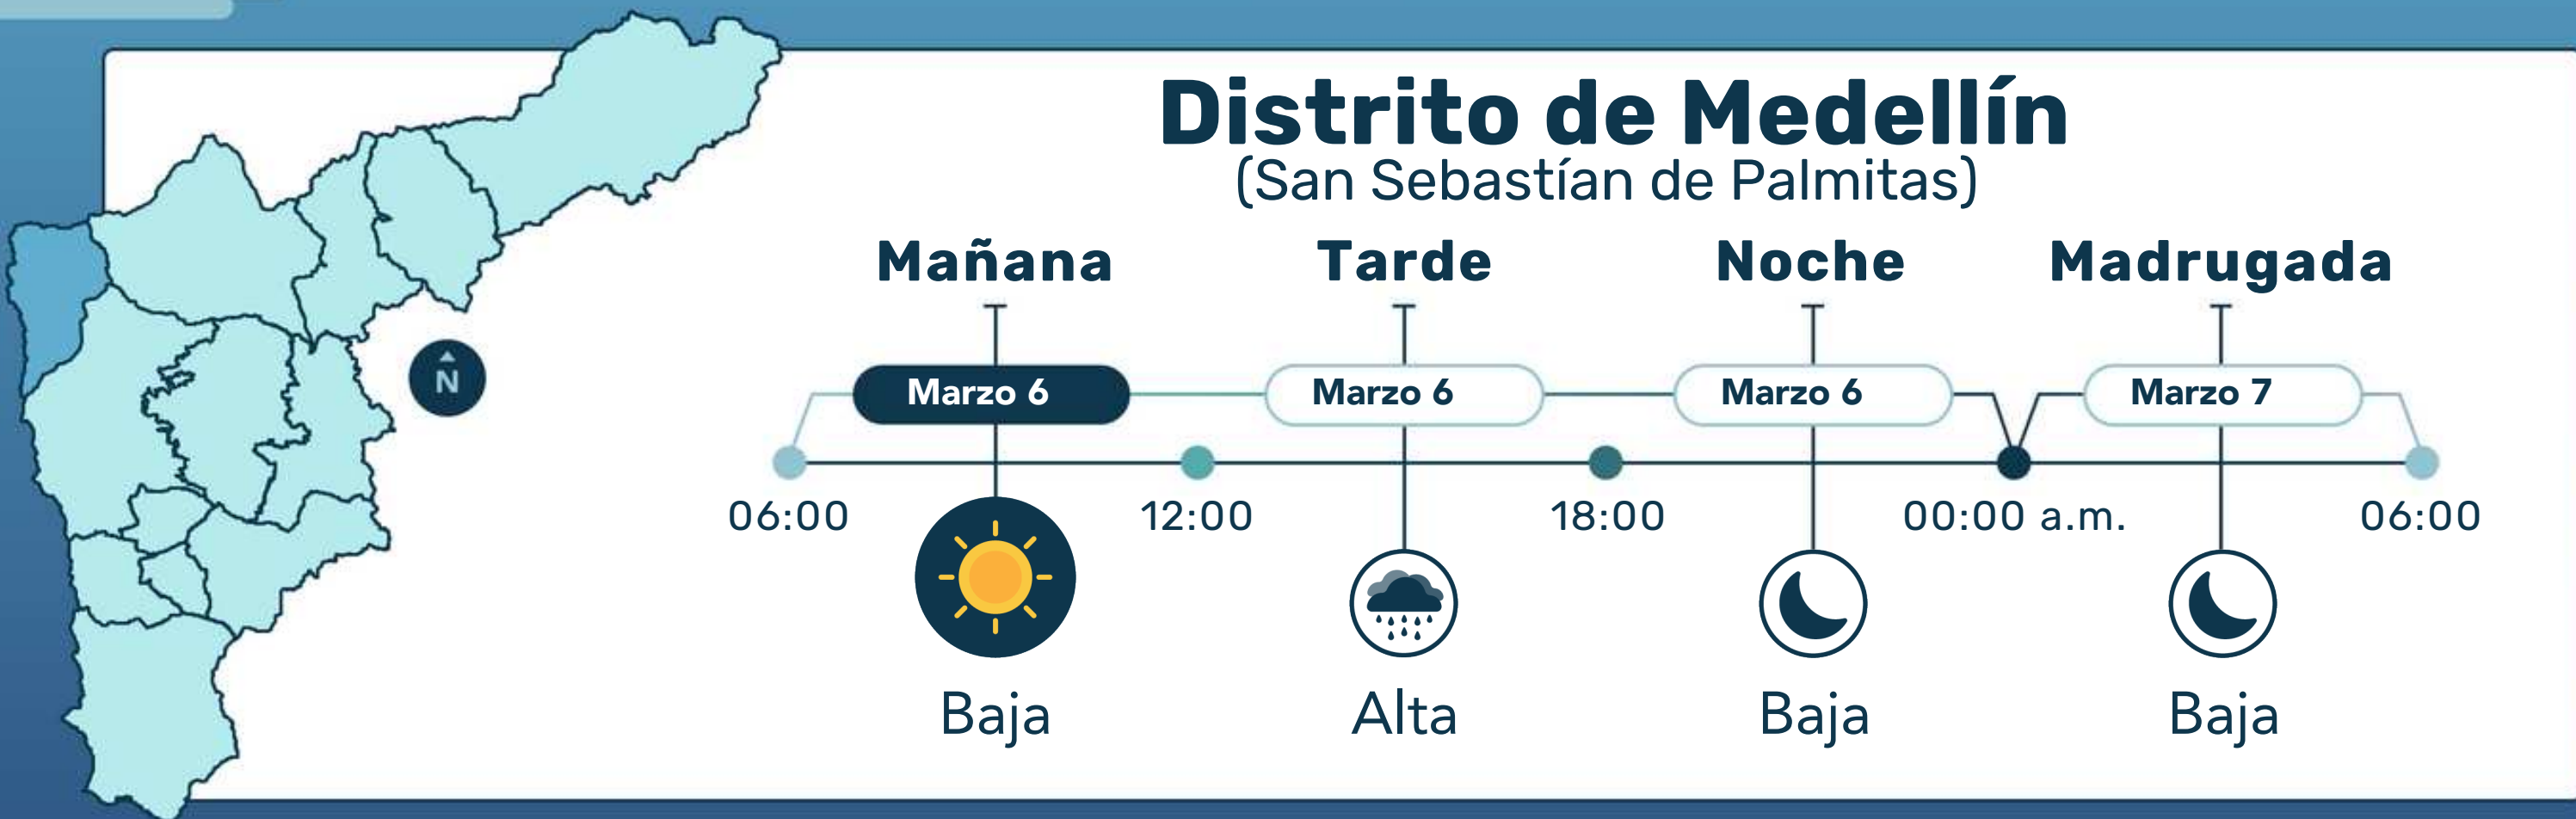 Distrito de Medellín
(San Sebastían de Palmitas)
Mañana Tarde Noche Madrugada
N
Marzo 6 Marzo 6 Marzo 6 Marzo 7
06:00 12:00 18:00 00:00 a.m. 06:00
Baja Alta Baja Baja